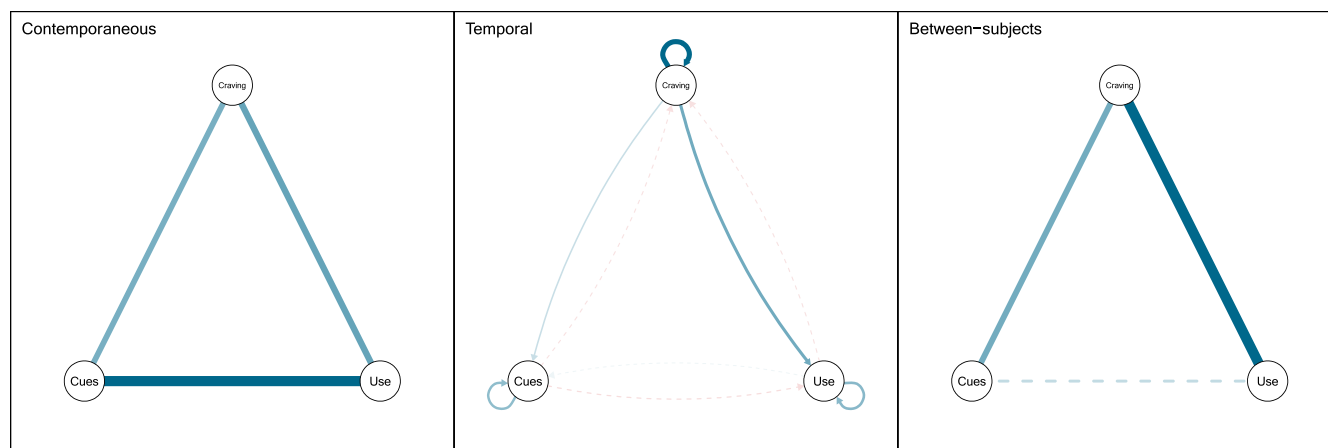 Contemporaneous
Temporal
Between−subjects
Craving
Craving
Craving
Cues
Use
Cues
Use
Cues
Use